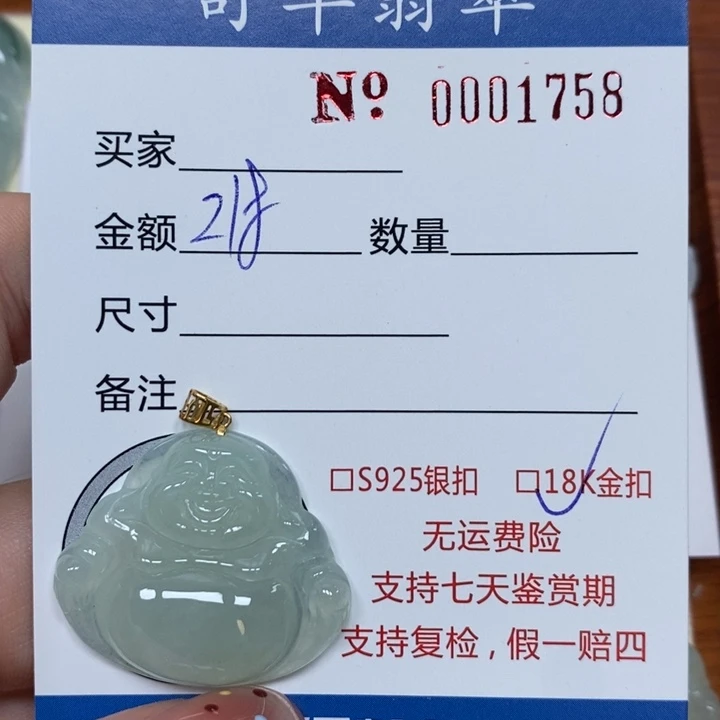 翡翠
No 0001758
买家
金额 数量
尺寸
备注
□S925银扣 □18K金扣
无运费险
支持七天鉴赏期
支持复检，假一赔四